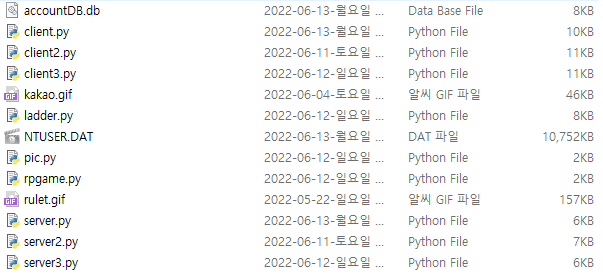 accountDB.db 2022-06-13-월요일 ... Data Base File 8KB
client.py 2022-06-13-월요일 ... Python File 10KB
client2.py 2022-06-11-토요일 ... Python File 11KB
client3.py 2022-06-12-일요일 ... Python File 11KB
GIF kakao.gif 2022-06-04-토요일 ... 알씨 GIF 파일 46KB
ladder.py 2022-06-12-일요일 ... Python File 8KB
NTUSER.DAT 2022-06-13-월요일 ... DAT 파일 10,752KB
pic.py 2022-06-12-일요일 ... Python File 2KB
rpgame.py 2022-06-12-일요일 ... Python File 2KB
GIF rulet.gif 2022-05-22-일요일 ... 알씨 GIF 파일 157KB
server.py 2022-06-13-월요일 ... Python File 6KB
server2.py 2022-06-11-토요일 ... Python File 7KB
server3.py 2022-06-12-일요일 ... Python File 6KB